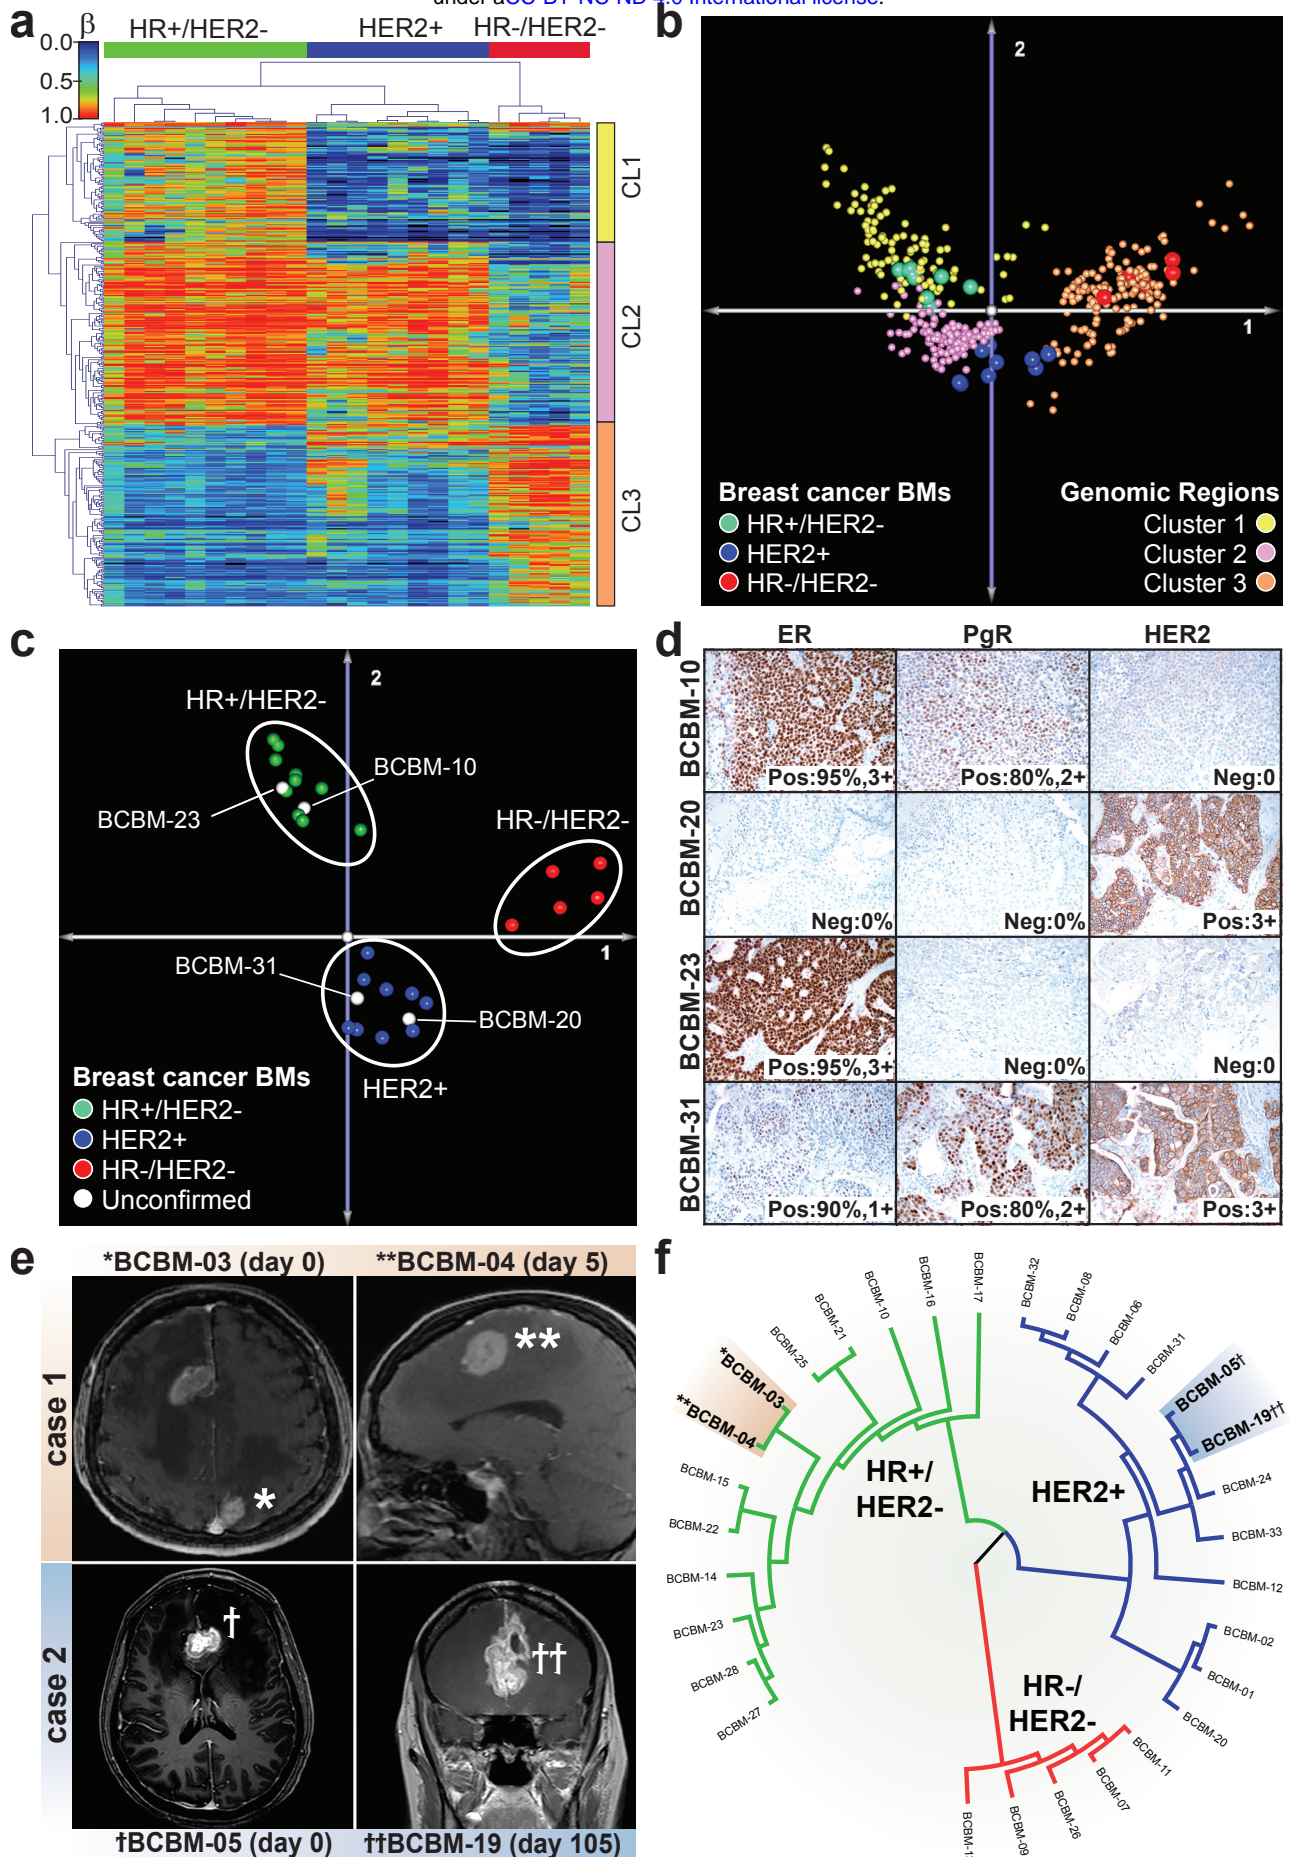 under aCC-BY-NC-ND 4.0 International license.
a
β
0.0
0.5
1.0
HR+/HER2-
HER2+
HR-/HER2-
CL1
CL2
CL3
b
2
1
Breast cancer BMs
HR+/HER2-
HER2+
HR-/HER2-
Genomic Regions
Cluster 1
Cluster 2
Cluster 3
c
2
HR+/HER2-
BCBM-10
BCBM-23
HR-/HER2-
1
BCBM-31
BCBM-20
HER2+
Breast cancer BMs
HR+/HER2-
HER2+
HR-/HER2-
Unconfirmed
d
ER
PgR
HER2
BCBM-10
Pos:95%,3+
Pos:80%,2+
Neg:0
BCBM-20
Neg:0%
Neg:0%
Pos:3+
BCBM-23
Pos:95%,3+
Neg:0%
Neg:0
BCBM-31
Pos:90%,1+
Pos:80%,2+
Pos:3+
e
*BCBM-03 (day 0)
**BCBM-04 (day 5)
case 1
*
**
case 2
†
††
†BCBM-05 (day 0)
††BCBM-19 (day 105)
f
BCBM-17
BCBM-16
BCBM-10
BCBM-21
BCBM-25
*BCBM-03
**BCBM-04
BCBM-15
BCBM-22
BCBM-14
BCBM-23
BCBM-28
BCBM-27
HR+/
HER2-
BCBM-32
BCBM-08
BCBM-06
BCBM-31
BCBM-05†
BCBM-19††
BCBM-24
BCBM-33
BCBM-12
BCBM-02
BCBM-01
BCBM-20
HER2+
HR-/
HER2-
BCBM-11
BCBM-07
BCBM-26
BCBM-09